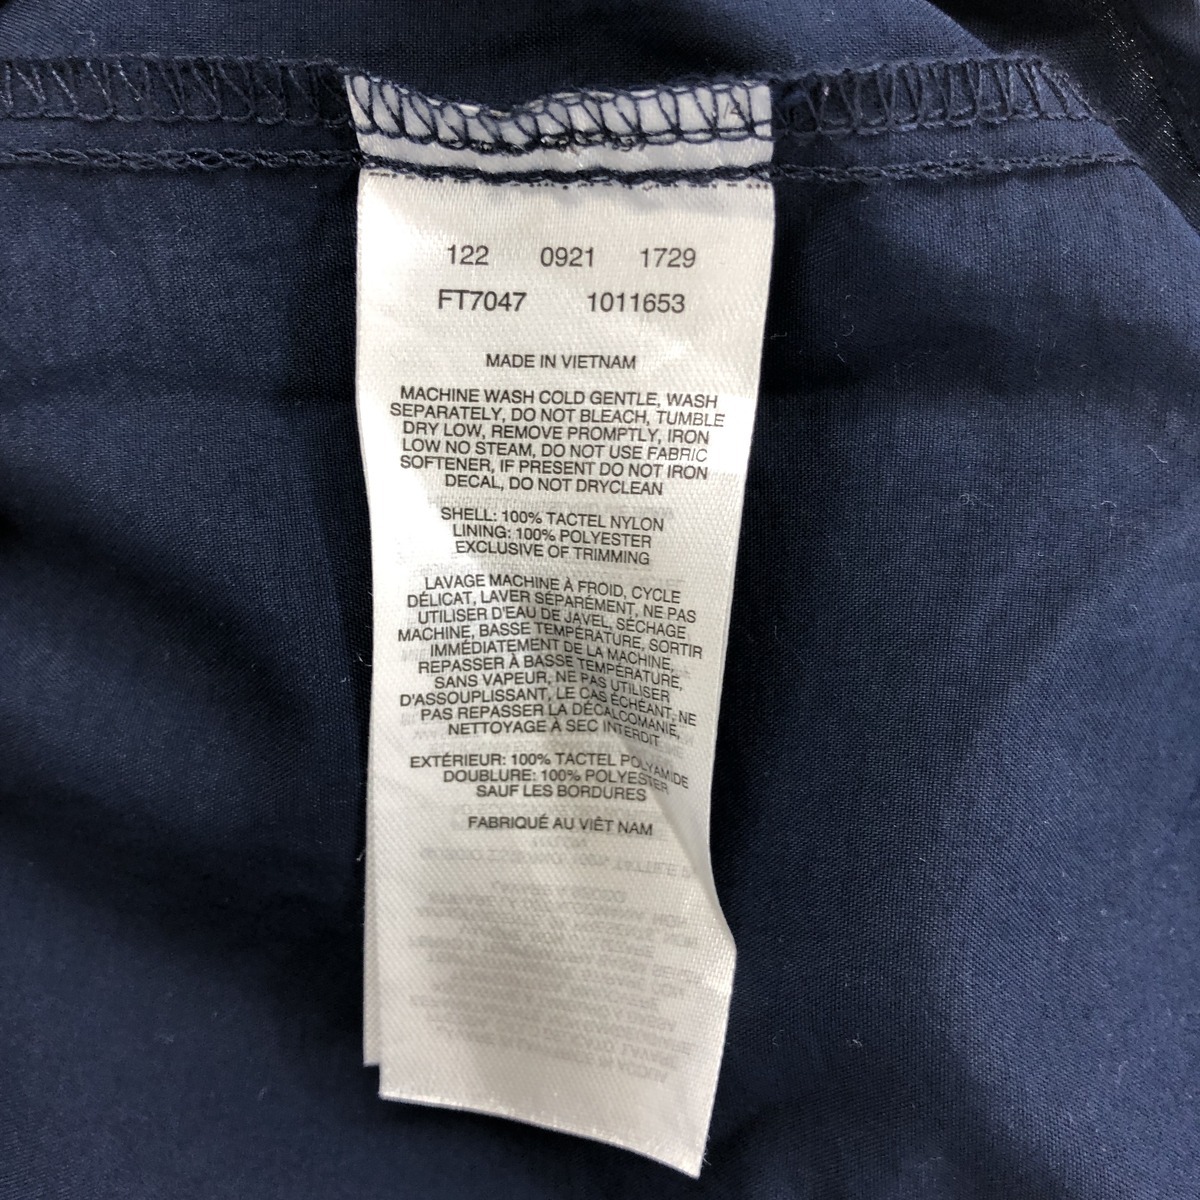 122 0921 1729
FT7047 1011653
MADE IN VIETNAM
MACHINE WASH COLD GENTLE, WASH
SEPARATELY, DO NOT BLEACH, TUMBLE
DRY LOW, REMOVE PROMPTLY, IRON
LOW NO STEAM, DO NOT USE FABRIC
SOFTENER, IF PRESENT DO NOT IRON
DECAL, DO NOT DRYCLEAN
SHELL: 100% TACTEL NYLON
LINING: 100% POLYESTER
EXCLUSIVE OF TRIMMING
LAVAGE MACHINE À FROID, CYCLE
DÉLICAT, LAVER SÉPARÉMENT, NE PAS
UTILISER D'EAU DE JAVEL, SÉCHAGE
MACHINE, BASSE TEMPÉRATURE, SORTIR
IMMÉDIATEMENT DE LA MACHINE,
REPASSER À BASSE TEMPÉRATURE,
SANS VAPEUR, NE PAS UTILISER
D'ASSOUPLISSANT, LE CAS ÉCHÉANT, NE
PAS REPASSER LA DÉCALCOMANIE,
NETTOYAGE À SEC INTERDIT
EXTÉRIEUR: 100% TACTEL POLYAMIDE
DOUBLURE: 100% POLYESTER
SAUF LES BORDURES
FABRIQUÉ AU VIÊT NAM